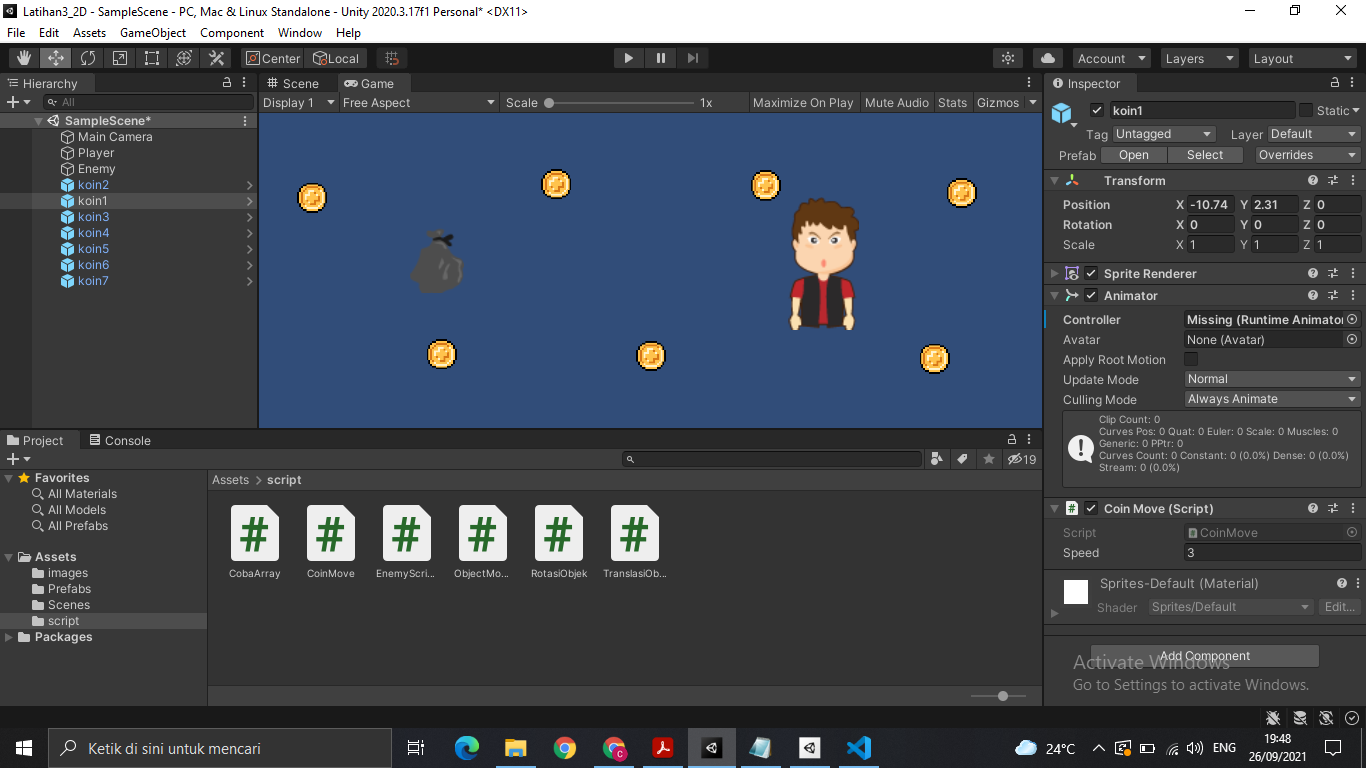 Latihan3_2D - SampleScene - PC, Mac & Linux Standalone - Unity 2020.3.17f1 Personal* <DX11>
File Edit Assets GameObject Component Window Help
Center Local Account Layers Layout
Hierarchy
All
SampleScene*
Main Camera
Player
Enemy
koin2
koin1
koin3
koin4
koin5
koin6
koin7
Scene Game
Display 1 Free Aspect Scale 1x Maximize On Play Mute Audio Stats Gizmos
Inspector
koin1 Static
Tag Untagged Layer Default
Prefab Open Select Overrides
Transform
Position X -10.74 Y 2.31 Z 0
Rotation X 0 Y 0 Z 0
Scale X 1 Y 1 Z 1
Sprite Renderer
Animator
Controller Missing (Runtime Animator
Avatar None (Avatar)
Apply Root Motion
Update Mode Normal
Culling Mode Always Animate
Clip Count: 0
Curves Pos: 0 Quat: 0 Euler: 0 Scale: 0 Muscles: 0
Generic: 0 PPtr: 0
Curves Count: 0 Constant: 0 (0.0%) Dense: 0 (0.0%)
Stream: 0 (0.0%)
Coin Move (Script)
Script CoinMove
Speed 3
Sprites-Default (Material)
Shader Sprites/Default Edit...
Add Component
Activate Windows
Go to Settings to activate Windows.
Project Console
19
Favorites
All Materials
All Models
All Prefabs
Assets
images
Prefabs
Scenes
script
Packages
Assets > script
CobaArray CoinMove EnemyScri... ObjectMo... RotasiObjek TranslasiOb...
Ketik di sini untuk mencari
24°C ENG
19:48
26/09/2021